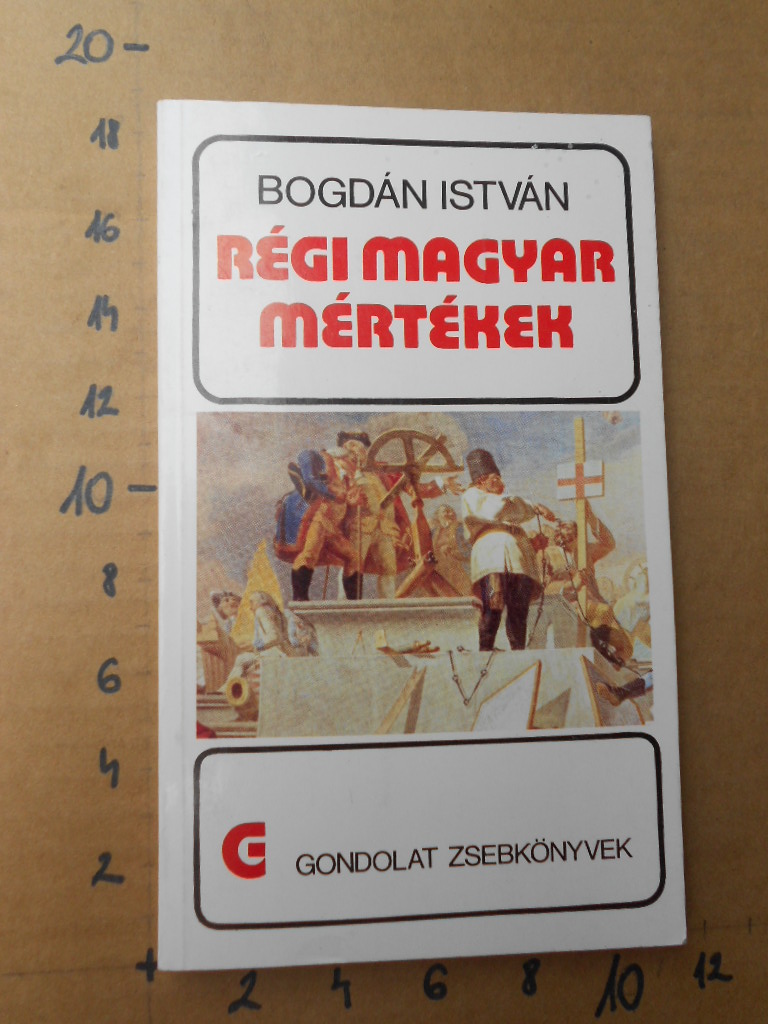 20
18
16
14
12
10
8
6
4
2
BOGDÁN ISTVÁN
RÉGI MAGYAR
MÉRTÉKEK
G GONDOLAT ZSEBKÖNYVEK
2 4 6 8 10 12